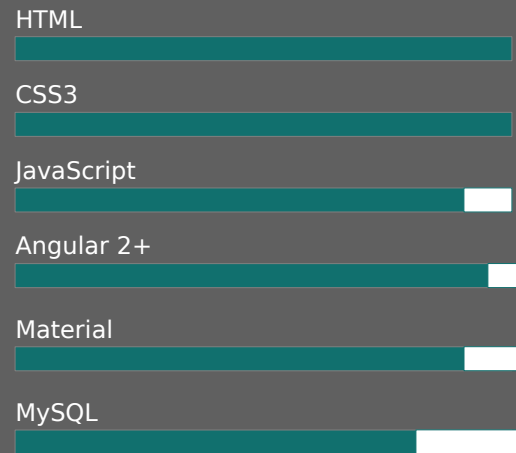 HTML
CSS3
JavaScript
Angular 2+
Material
MySQL